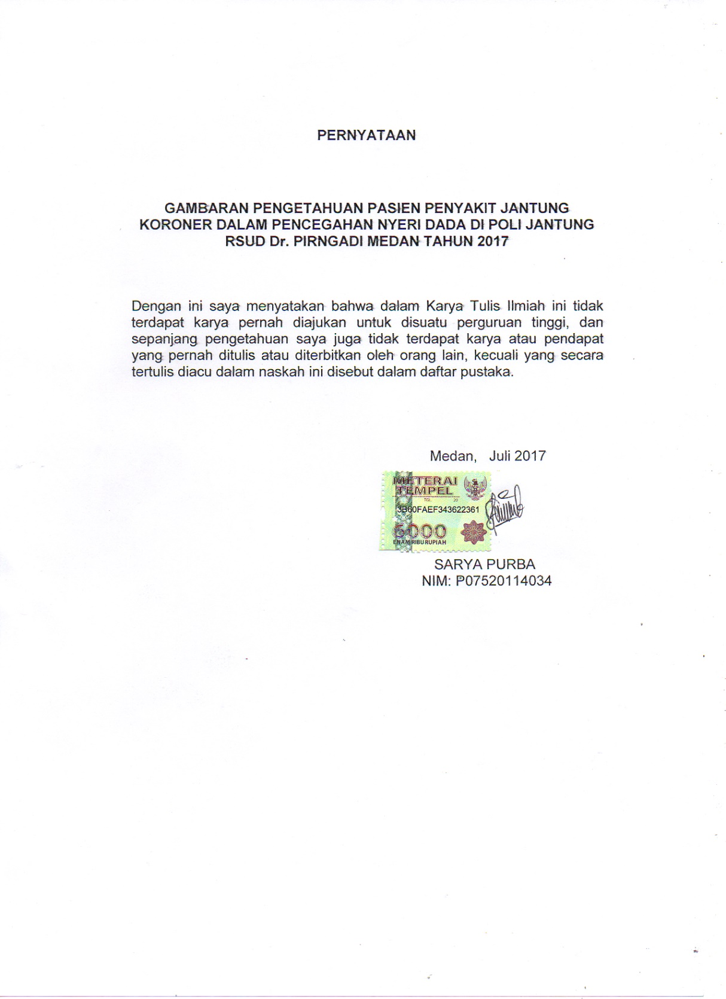 PERNYATAAN
GAMBARAN PENGETAHUAN PASIEN PENYAKIT JANTUNG
KORONER DALAM PENCEGAHAN NYERI DADA DI POLI JANTUNG
RSUD Dr. PIRNGADI MEDAN TAHUN 2017
Dengan ini saya menyatakan bahwa dalam Karya Tulis Ilmiah ini tidak
terdapat karya pernah diajukan untuk disuatu perguruan tinggi, dan
sepanjang pengetahuan saya juga tidak terdapat karya atau pendapat
yang pernah ditulis atau diterbitkan oleh orang lain, kecuali yang secara
tertulis diacu dalam naskah ini disebut dalam daftar pustaka.
Medan, Juli 2017
METERAI
TEMPEL
TGL. 20
3B60FAEF343622361
6000
ENAM RIBU RUPIAH
SARYA PURBA
NIM: P07520114034